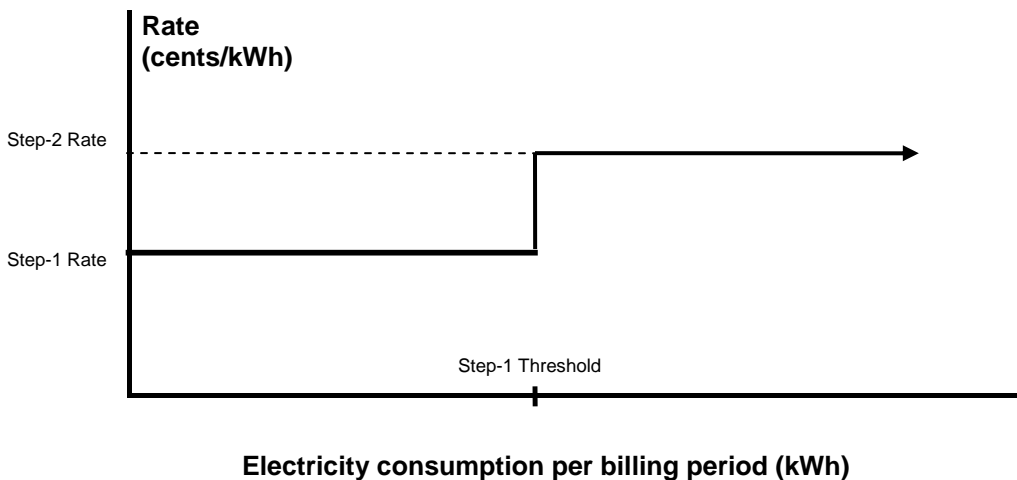 Rate
(cents/kWh)
Step-2 Rate
Step-1 Rate
Step-1 Threshold
Electricity consumption per billing period (kWh)